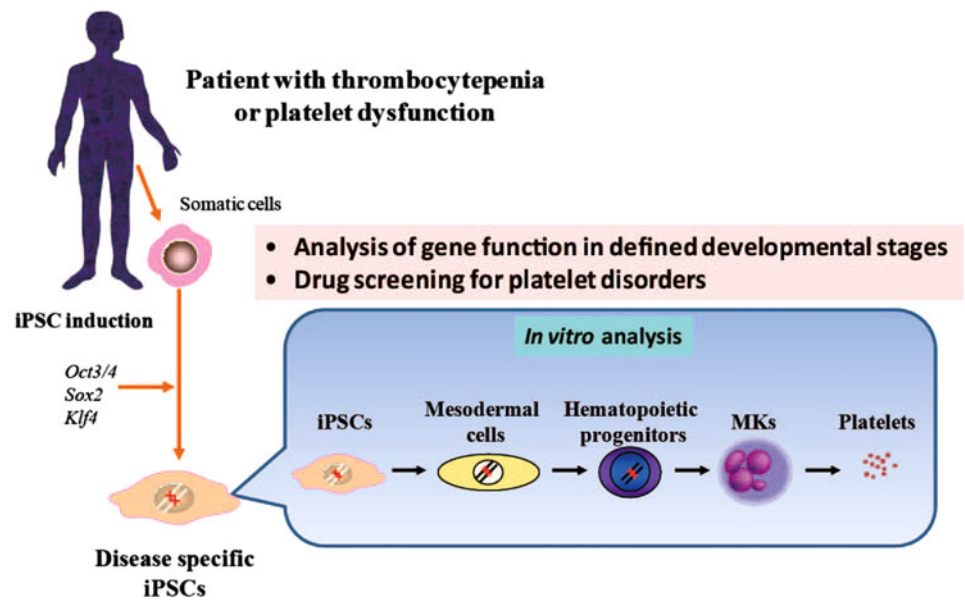 Patient with thrombocytepenia
or platelet dysfunction
Somatic cells
• Analysis of gene function in defined developmental stages
• Drug screening for platelet disorders
iPSC induction
Oct3/4
Sox2
Klf4
In vitro analysis
iPSCs
Mesodermal
cells
Hematopoietic
progenitors
MKs
Platelets
Disease specific
iPSCs